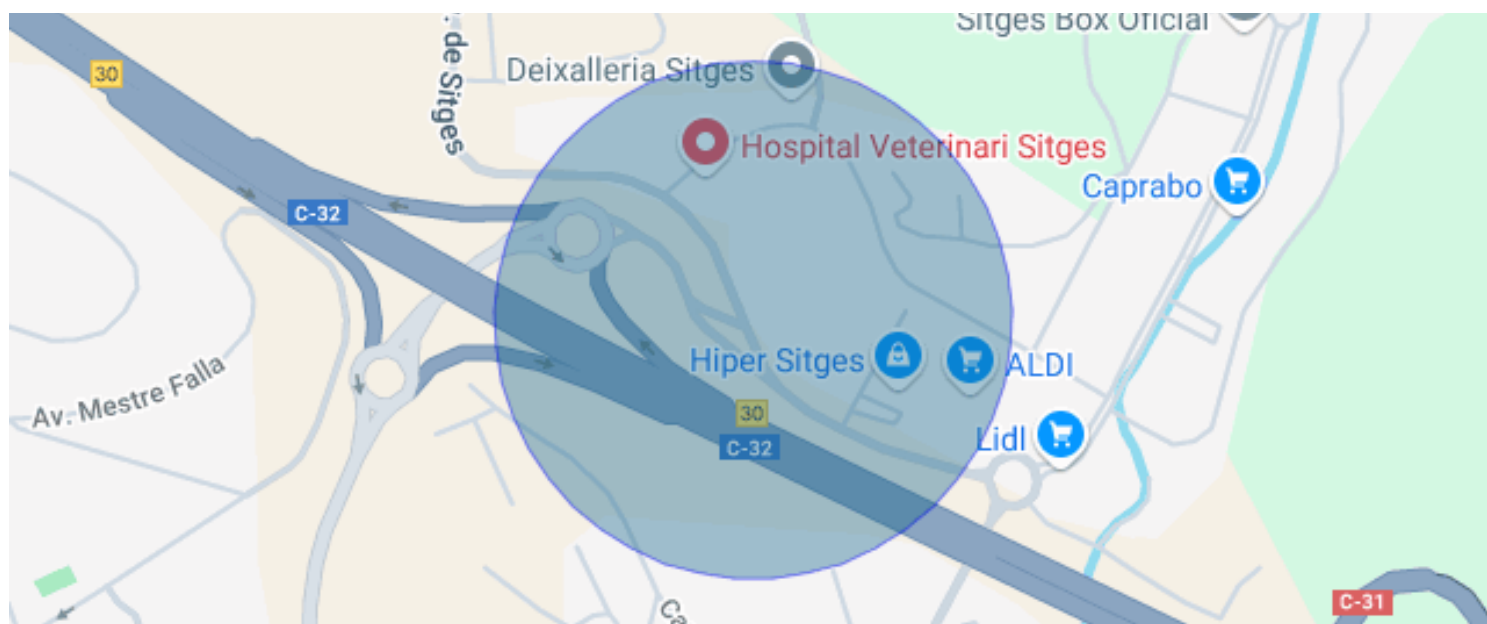 Sitges Box Oficial
. de Sitges
Deixalleria Sitges
30
Hospital Veterinari Sitges
Caprabo
C-32
Hiper Sitges
ALDI
Av. Mestre Falla
30
Lidl
C-32
C-31
Ca